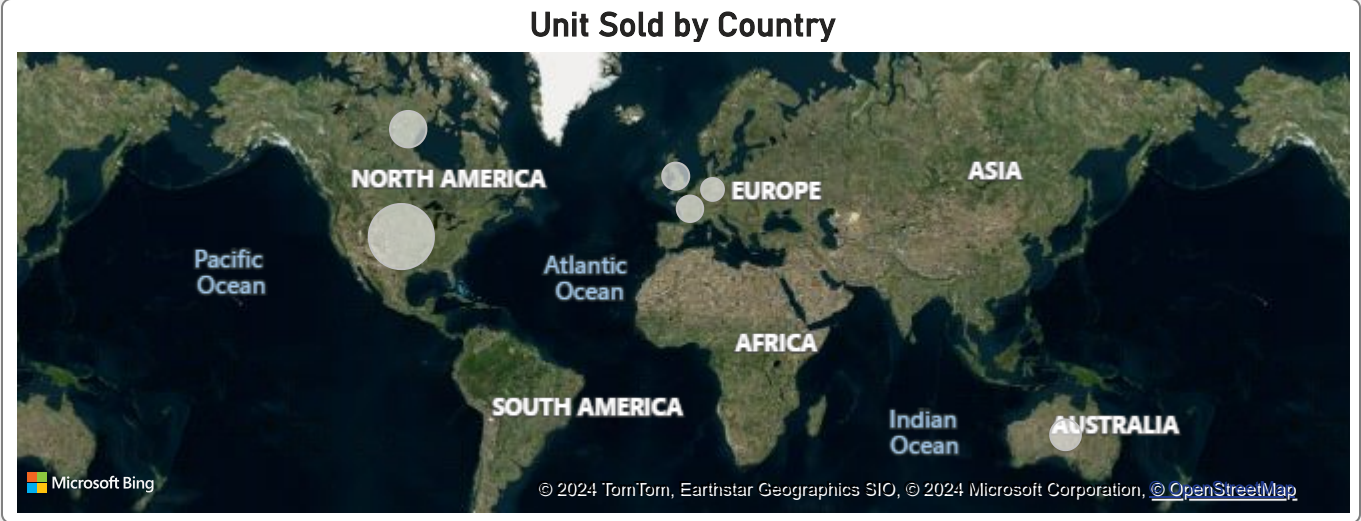 Unit Sold by Country
NORTH AMERICA
ASIA
EUROPE
Pacific
Ocean
Atlantic
Ocean
AFRICA
SOUTH AMERICA
Indian
Ocean
AUSTRALIA
Microsoft Bing
© 2024 TomTom, Earthstar Geographics SIO, © 2024 Microsoft Corporation, © OpenStreetMap